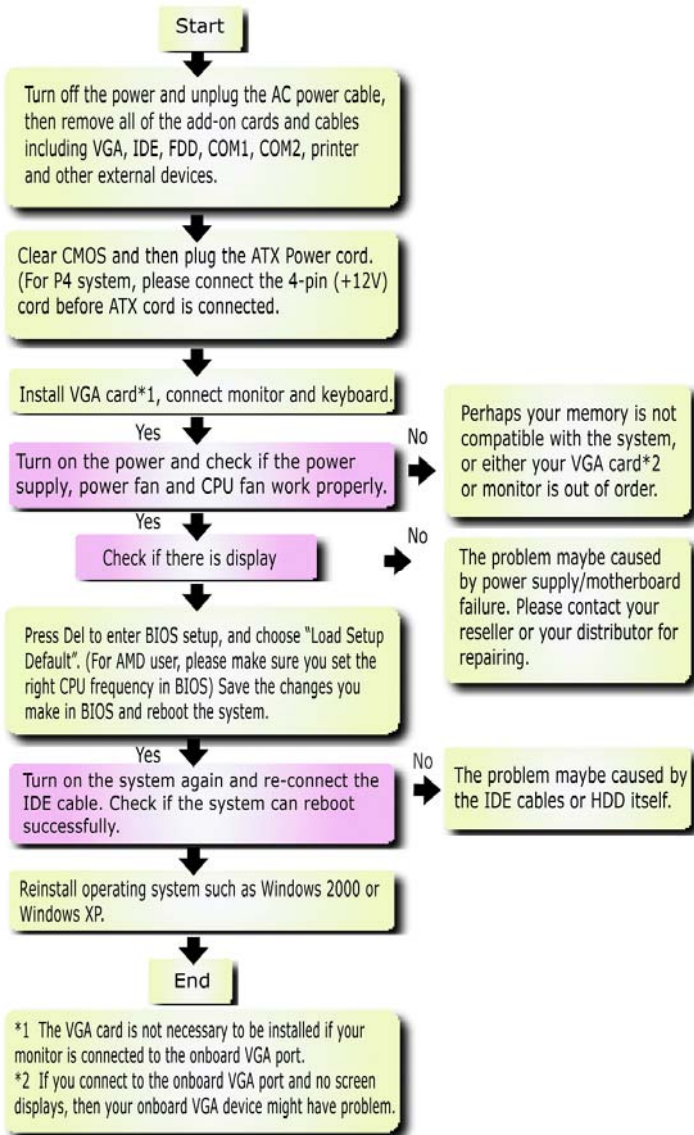 Start
Turn off the power and unplug the AC power cable,
then remove all of the add-on cards and cables
including VGA, IDE, FDD, COM1, COM2, printer
and other external devices.
Clear CMOS and then plug the ATX Power cord.
(For P4 system, please connect the 4-pin (+12V)
cord before ATX cord is connected.
Install VGA card*1, connect monitor and keyboard.
Yes
No
Turn on the power and check if the power
supply, power fan and CPU fan work properly.
Perhaps your memory is not
compatible with the system,
or either your VGA card*2
or monitor is out of order.
Yes
No
Check if there is display
The problem maybe caused
by power supply/motherboard
failure. Please contact your
reseller or your distributor for
repairing.
Press Del to enter BIOS setup, and choose “Load Setup
Default”. (For AMD user, please make sure you set the
right CPU frequency in BIOS) Save the changes you
make in BIOS and reboot the system.
Yes
No
Turn on the system again and re-connect the
IDE cable. Check if the system can reboot
successfully.
The problem maybe caused by
the IDE cables or HDD itself.
Reinstall operating system such as Windows 2000 or
Windows XP.
End
*1 The VGA card is not necessary to be installed if your
monitor is connected to the onboard VGA port.
*2 If you connect to the onboard VGA port and no screen
displays, then your onboard VGA device might have problem.